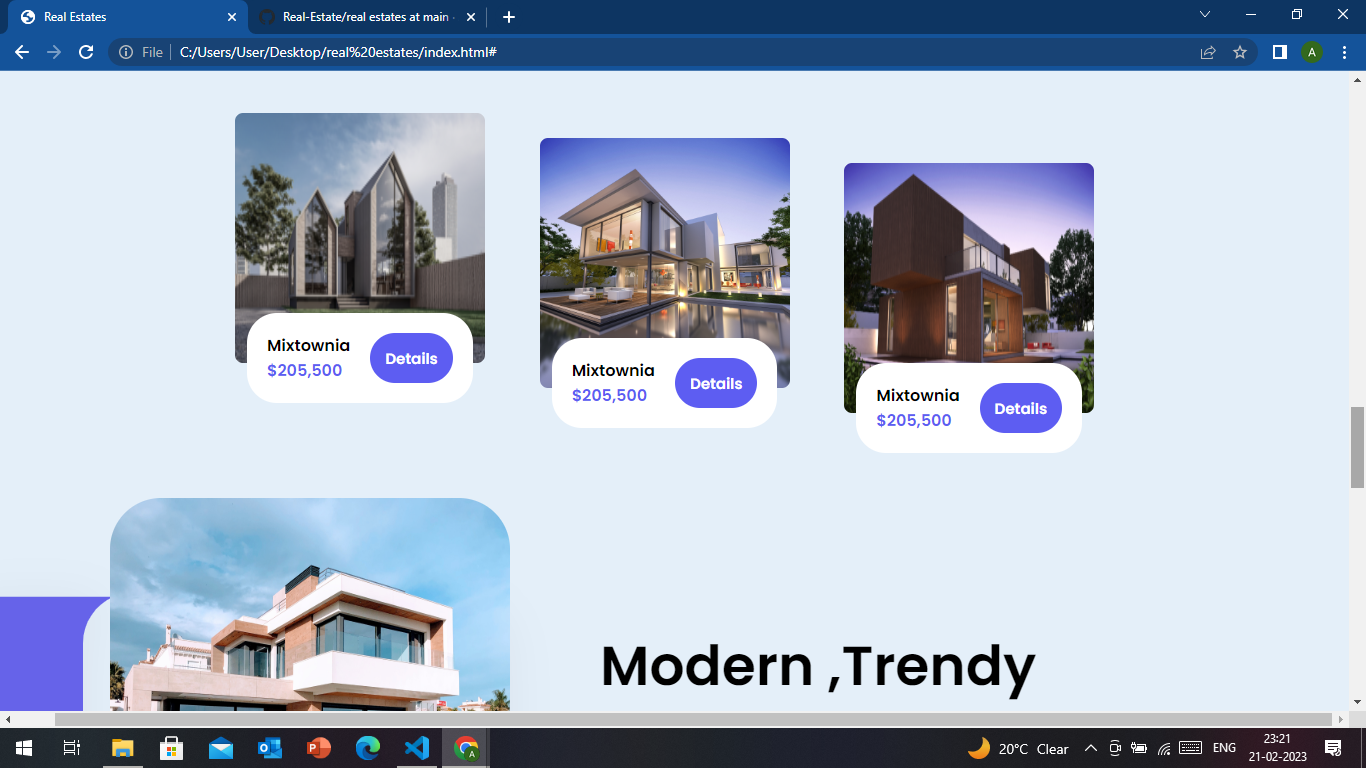 Real Estates
Real-Estate/real estates at main
File
C:/Users/User/Desktop/real%20estates/index.html#
A
Mixtownia
$205,500
Details
Mixtownia
$205,500
Details
Mixtownia
$205,500
Details
Modern ,Trendy
20°C Clear
ENG
23:21
21-02-2023